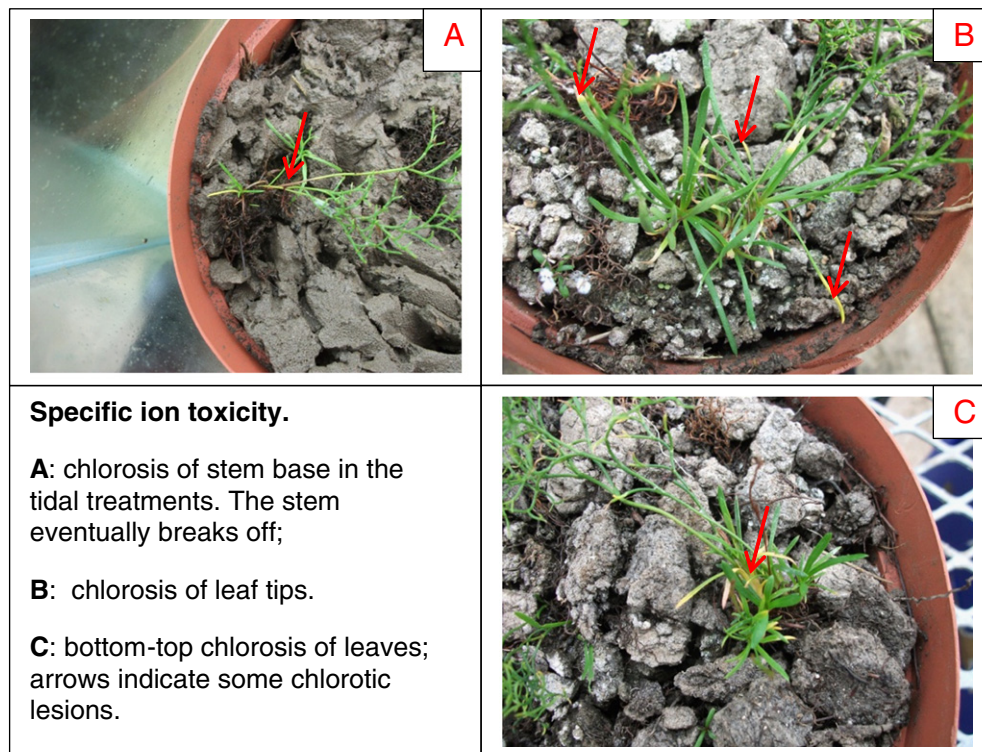 A
B
Specific ion toxicity.
A: chlorosis of stem base in the
tidal treatments. The stem
eventually breaks off;
B:  chlorosis of leaf tips.
C: bottom-top chlorosis of leaves;
arrows indicate some chlorotic
lesions.
C